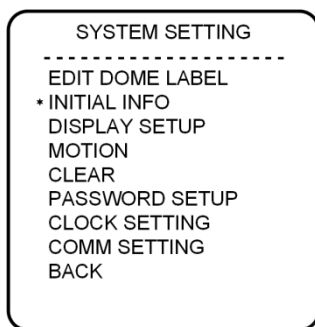 SYSTEM SETTING
- - - - - - - - - - - - - - - - - - - - -
EDIT DOME LABEL
* INITIAL INFO
DISPLAY SETUP
MOTION
CLEAR
PASSWORD SETUP
CLOCK SETTING
COMM SETTING
BACK